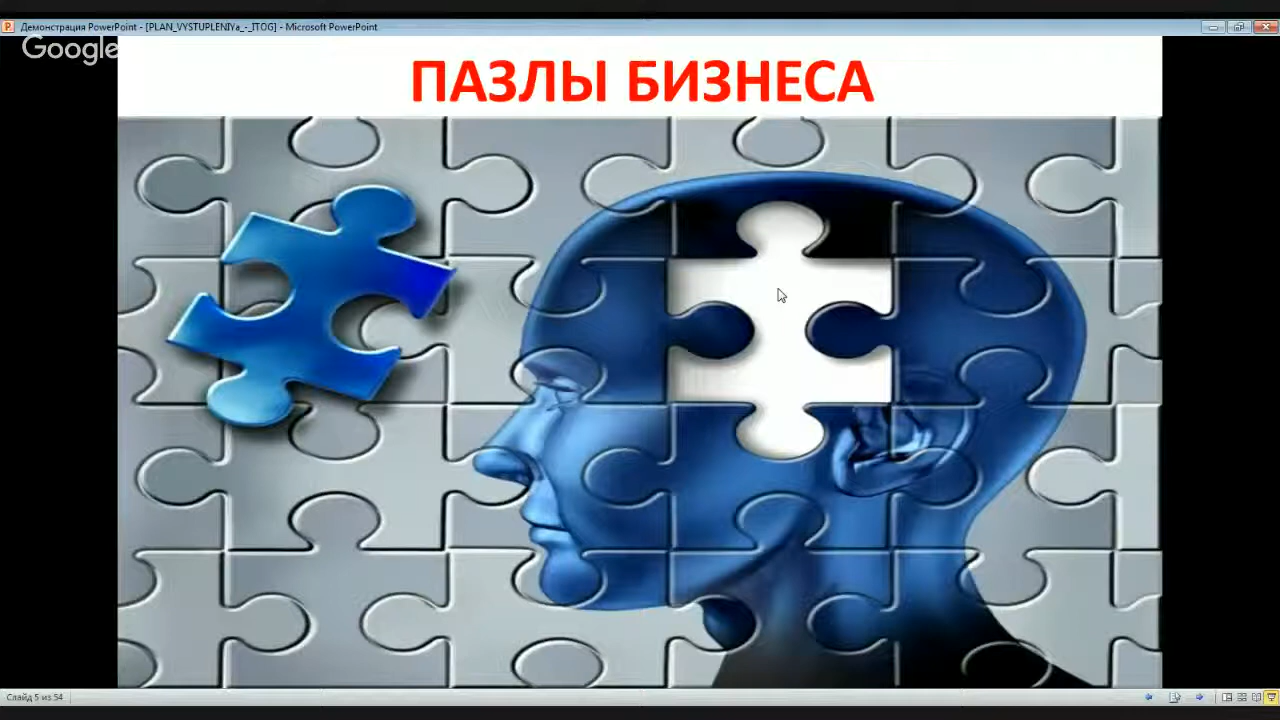 Демонстрация PowerPoint - [PLAN_VYSTUPLENIYa_-_ITOG] - Microsoft PowerPoint
Google
ПАЗЛЫ БИЗНЕСА
Слайд 5 из 54